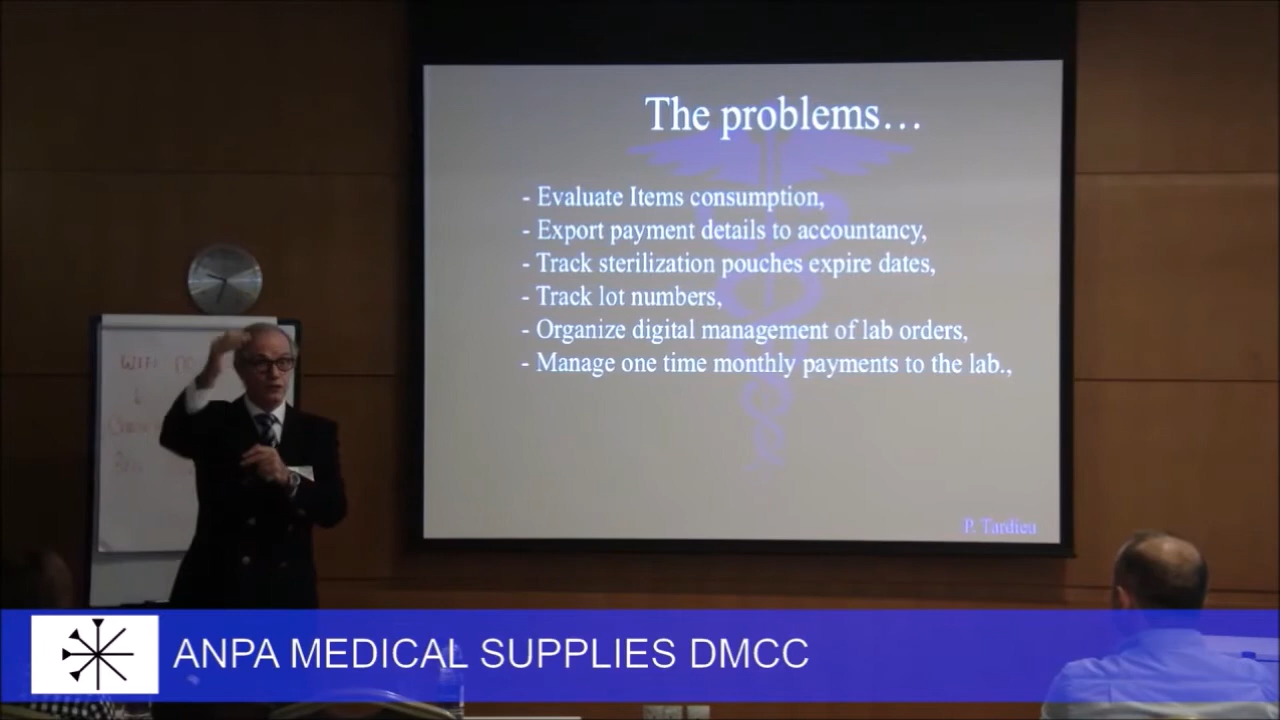 The problems…
- Evaluate Items consumption,
- Export payment details to accountancy,
- Track sterilization pouches expire dates,
- Track lot numbers,
- Organize digital management of lab orders,
- Manage one time monthly payments to the lab.,
P. Tardieu
WIFI
ANPA MEDICAL SUPPLIES DMCC